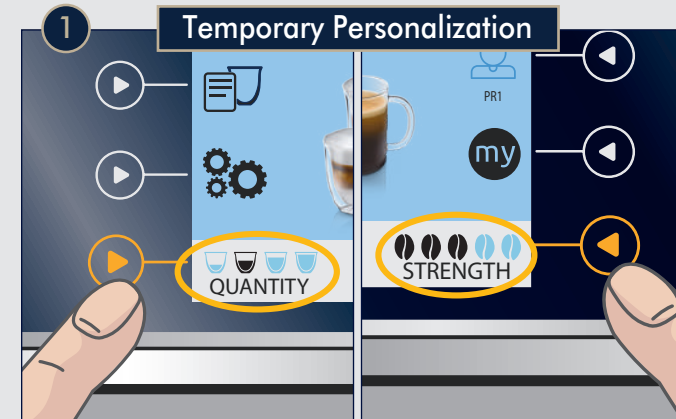 1
Temporary Personalization
PR1
my
QUANTITY
STRENGTH